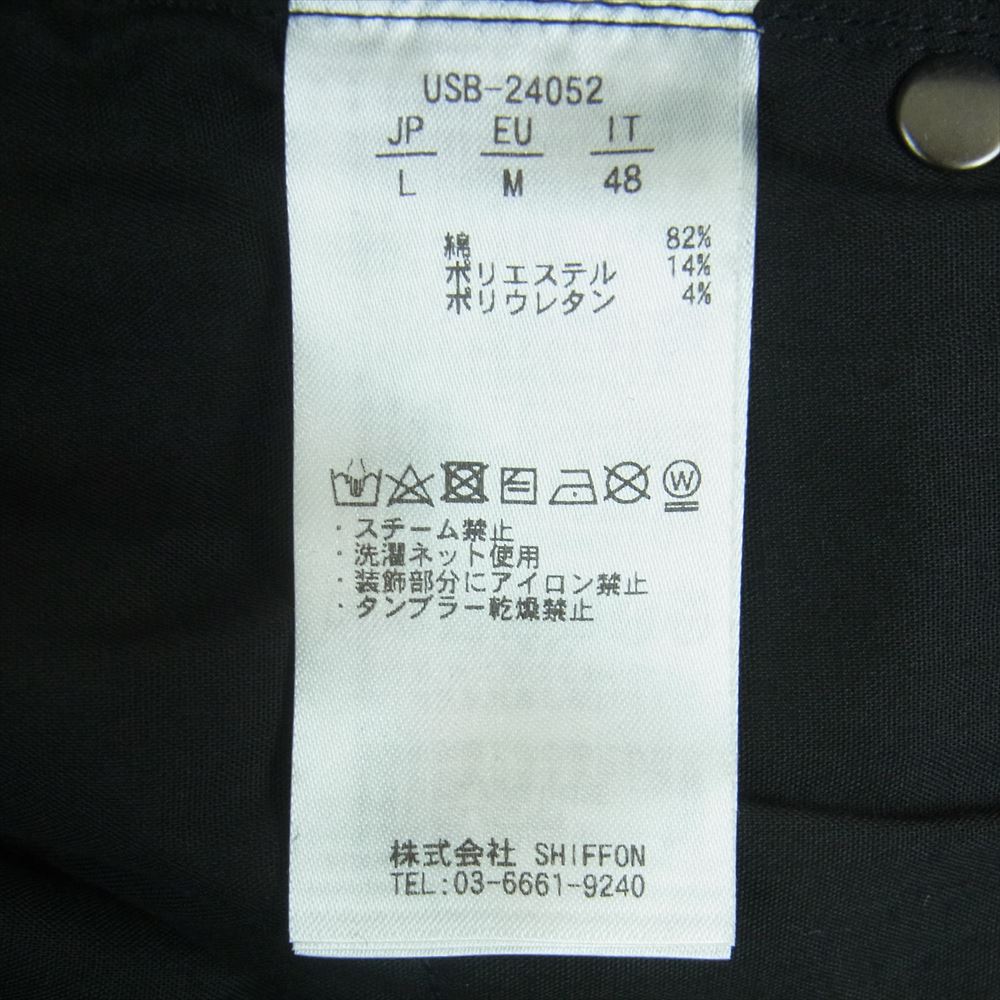 USB-24052
JP EU IT
L M 48
綿 82%
ポリエステル 14%
ポリウレタン 4%
W
・スチーム禁止
・洗濯ネット使用
・装飾部分にアイロン禁止
・タンブラー乾燥禁止
株式会社 SHIFFON
TEL:03-6661-9240